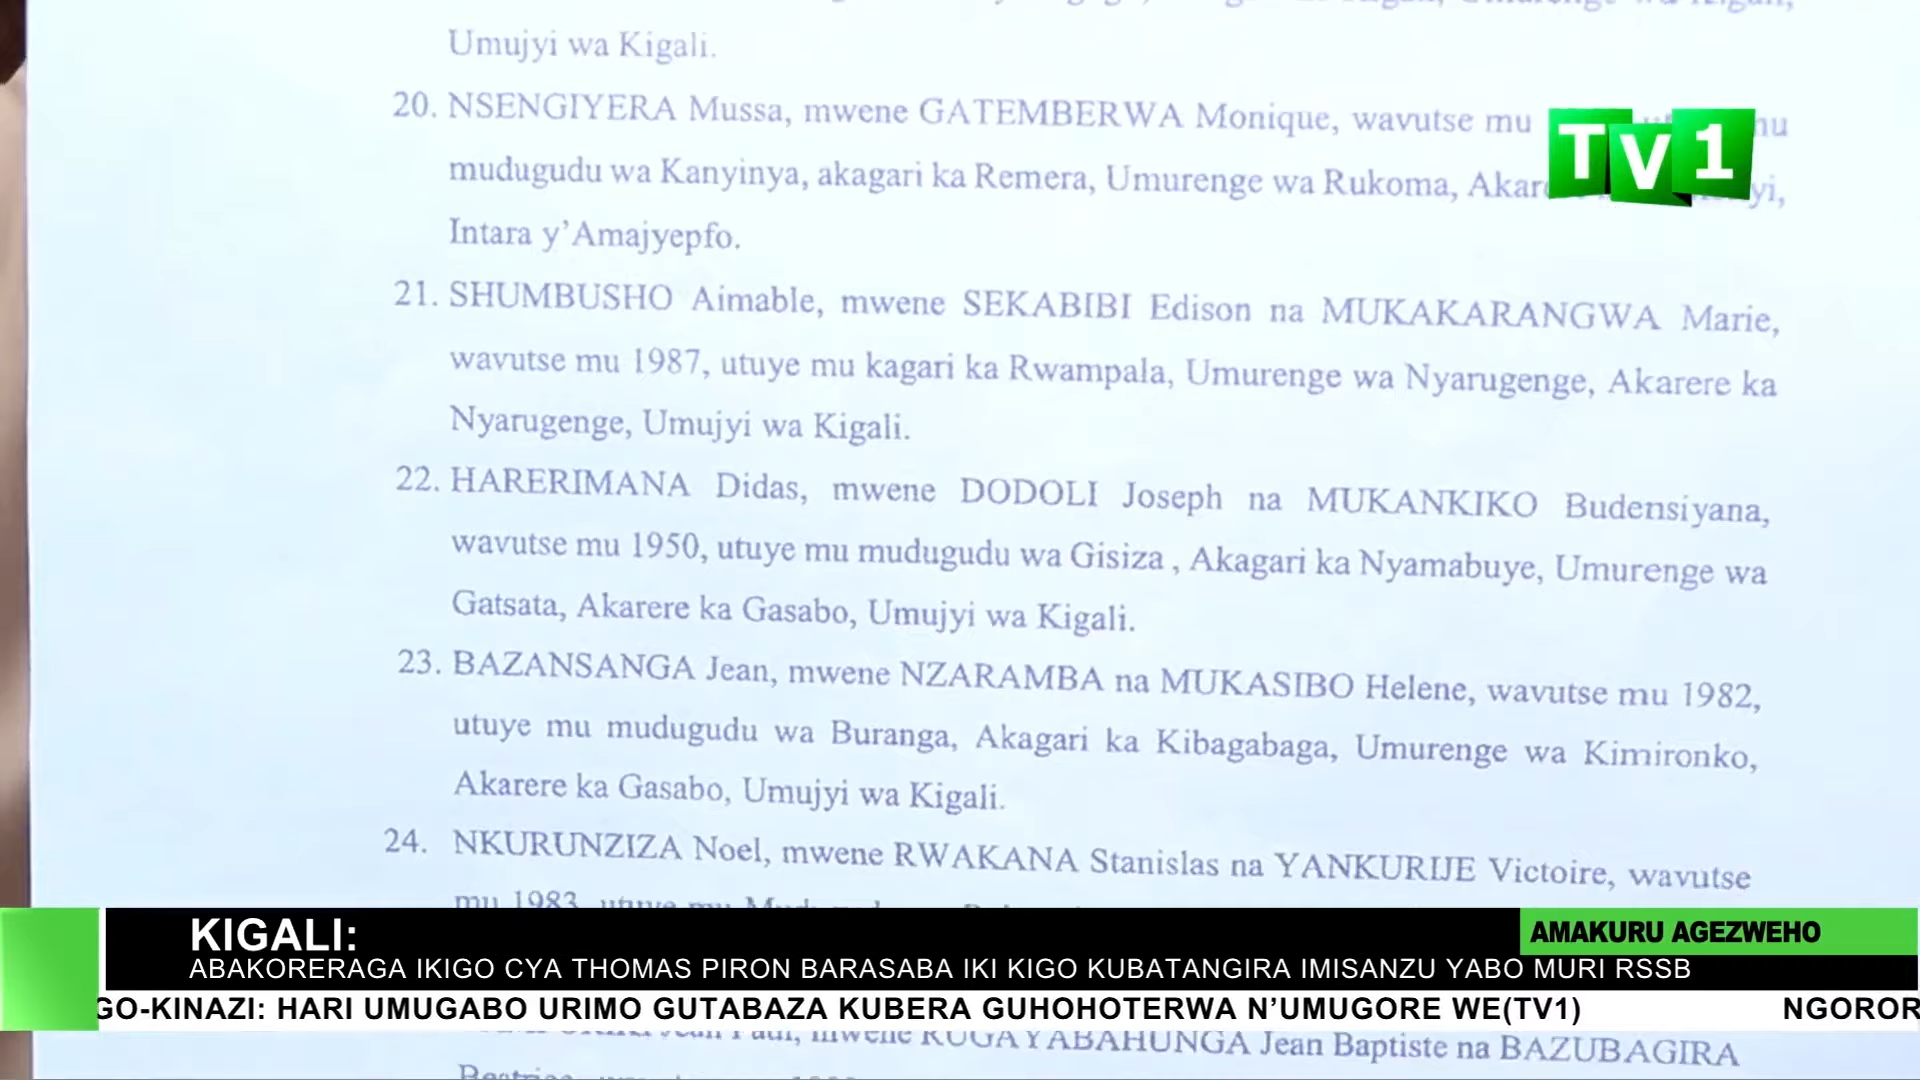 Umujyi wa Kigali.
20. NSENGIYERA Mussa, mwene GATEMBERWA Monique, wavutse mu
mudugudu wa Kanyinya, akagari ka Remera, Umurenge wa Rukoma,
Intara y’Amajyepfo.
21. SHUMBUSHO Aimable, mwene SEKABIBI Edison na MUKAKARANGWA Marie,
wavutse mu 1987, utuye mu kagari ka Rwampala, Umurenge wa Nyarugenge, Akarere ka
Nyarugenge, Umujyi wa Kigali.
22. HARERIMANA Didas, mwene DODOLI Joseph na MUKANKIKO Budensiyana,
wavutse mu 1950, utuye mu mudugudu wa Gisiza , Akagari ka Nyamabuye, Umurenge wa
Gatsata, Akarere ka Gasabo, Umujyi wa Kigali.
23. BAZANSANGA Jean, mwene NZARAMBA na MUKASIBO Helene, wavutse mu 1982,
utuye mu mudugudu wa Buranga, Akagari ka Kibagabaga, Umurenge wa Kimironko,
Akarere ka Gasabo, Umujyi wa Kigali.
24. NKURUNZIZA Noel, mwene RWAKANA Stanislas na YANKURIJE Victoire, wavutse
mu 1983, utuye mu
TV1
KIGALI:
AMAKURU AGEZWEHO
ABAKORERAGA IKIGO CYA THOMAS PIRON BARASABA IKI KIGO KUBATANGIRA IMISANZU YABO MURI RSSB
GO-KINAZI: HARI UMUGABO URIMO GUTABAZA KUBERA GUHOHOTERWA N’UMUGORE WE(TV1) NGOROR
Jean Paul, mwene RUGAYABAHUNGA Jean Baptiste na BAZUBAGIRA